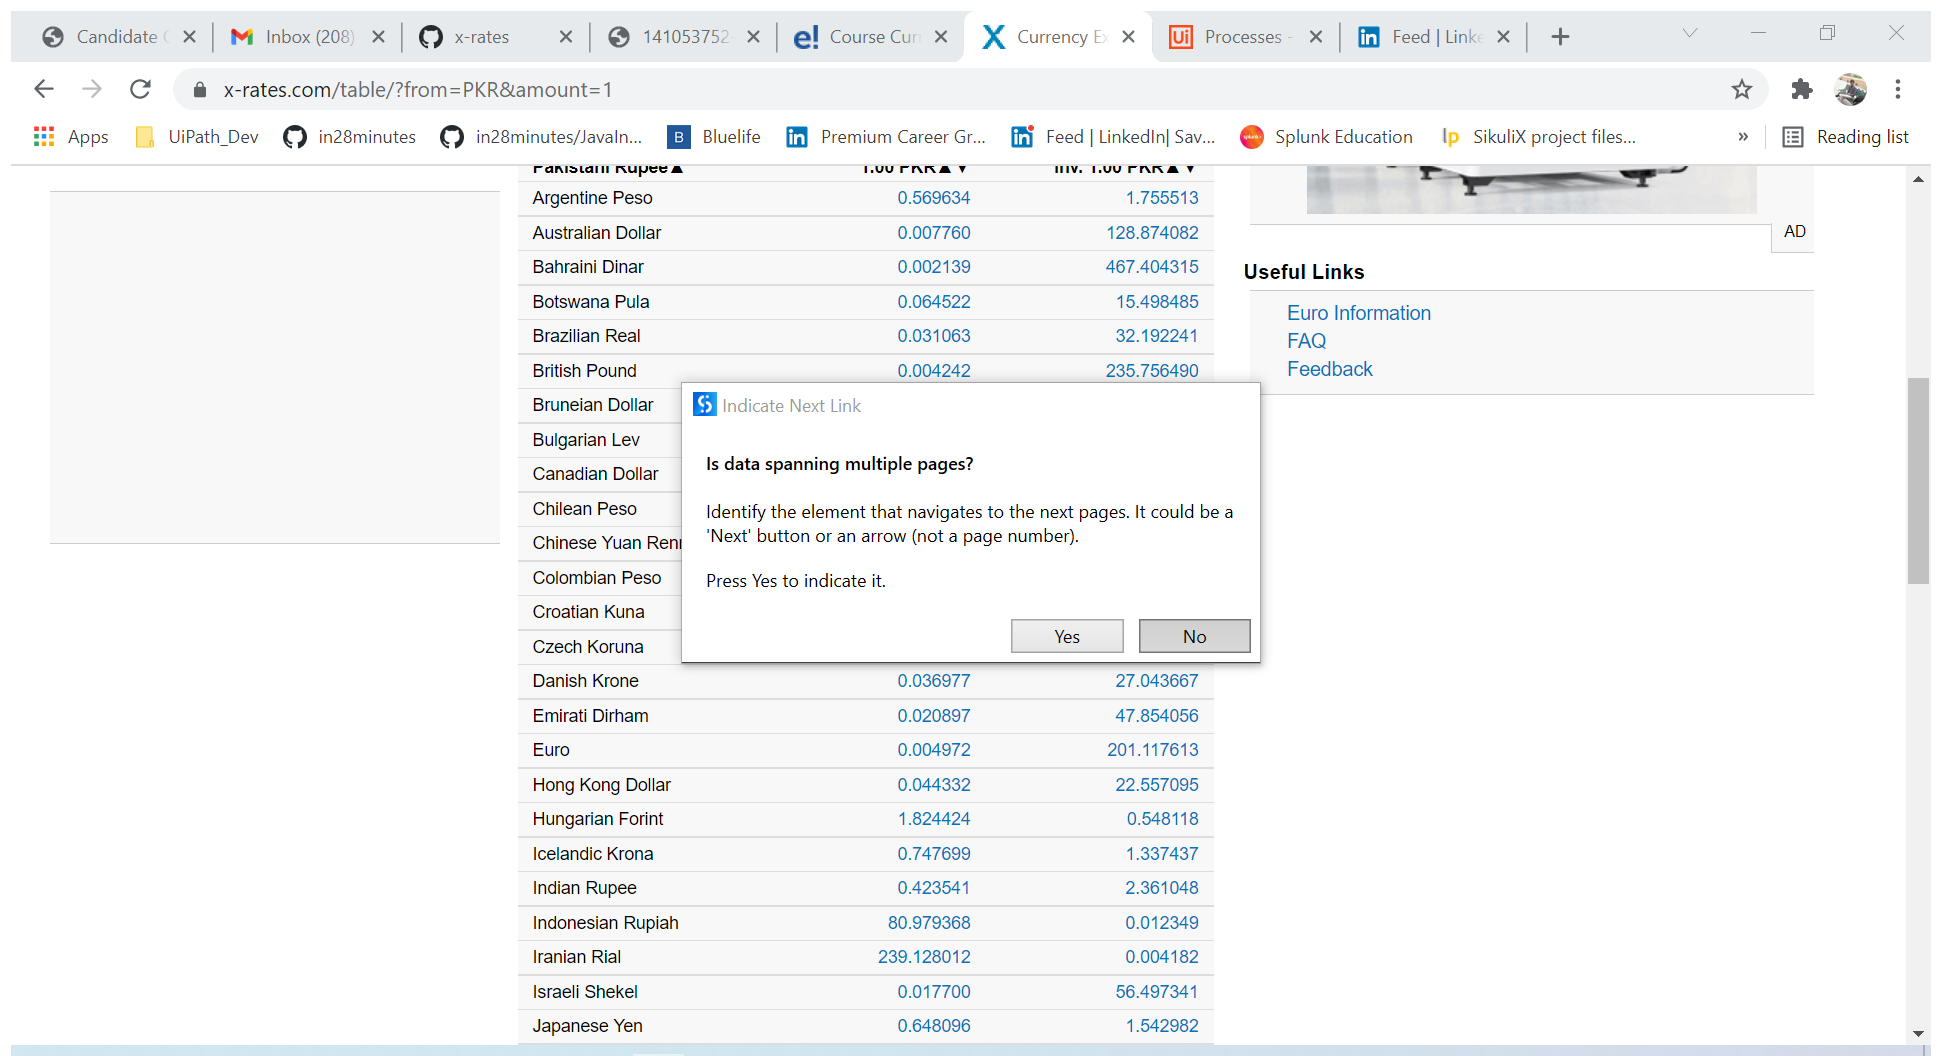 Candidate C
Inbox (208)
x-rates
141053752-
e! Course Curr
X Currency Ex
Ui Processes -
in Feed | Linke
x-rates.com/table/?from=PKR&amount=1
Apps
UiPath_Dev
in28minutes
in28minutes/JavaIn...
B Bluelife
in Premium Career Gr...
in Feed | LinkedIn| Sav...
splunk> Splunk Education
lp SikuliX project files...
»
Reading list
Pakistani Rupee▲ 1.00 PKR▲▼ inv. 1.00 PKR▲▼
Argentine Peso 0.569634 1.755513
Australian Dollar 0.007760 128.874082
Bahraini Dinar 0.002139 467.404315
Botswana Pula 0.064522 15.498485
Brazilian Real 0.031063 32.192241
British Pound 0.004242 235.756490
Bruneian Dollar
Bulgarian Lev
Canadian Dollar
Chilean Peso
Chinese Yuan Renn
Colombian Peso
Croatian Kuna
Czech Koruna
Danish Krone 0.036977 27.043667
Emirati Dirham 0.020897 47.854056
Euro 0.004972 201.117613
Hong Kong Dollar 0.044332 22.557095
Hungarian Forint 1.824424 0.548118
Icelandic Krona 0.747699 1.337437
Indian Rupee 0.423541 2.361048
Indonesian Rupiah 80.979368 0.012349
Iranian Rial 239.128012 0.004182
Israeli Shekel 0.017700 56.497341
Japanese Yen 0.648096 1.542982
Indicate Next Link
Is data spanning multiple pages?
Identify the element that navigates to the next pages. It could be a
'Next' button or an arrow (not a page number).
Press Yes to indicate it.
Yes
No
AD
Useful Links
Euro Information
FAQ
Feedback